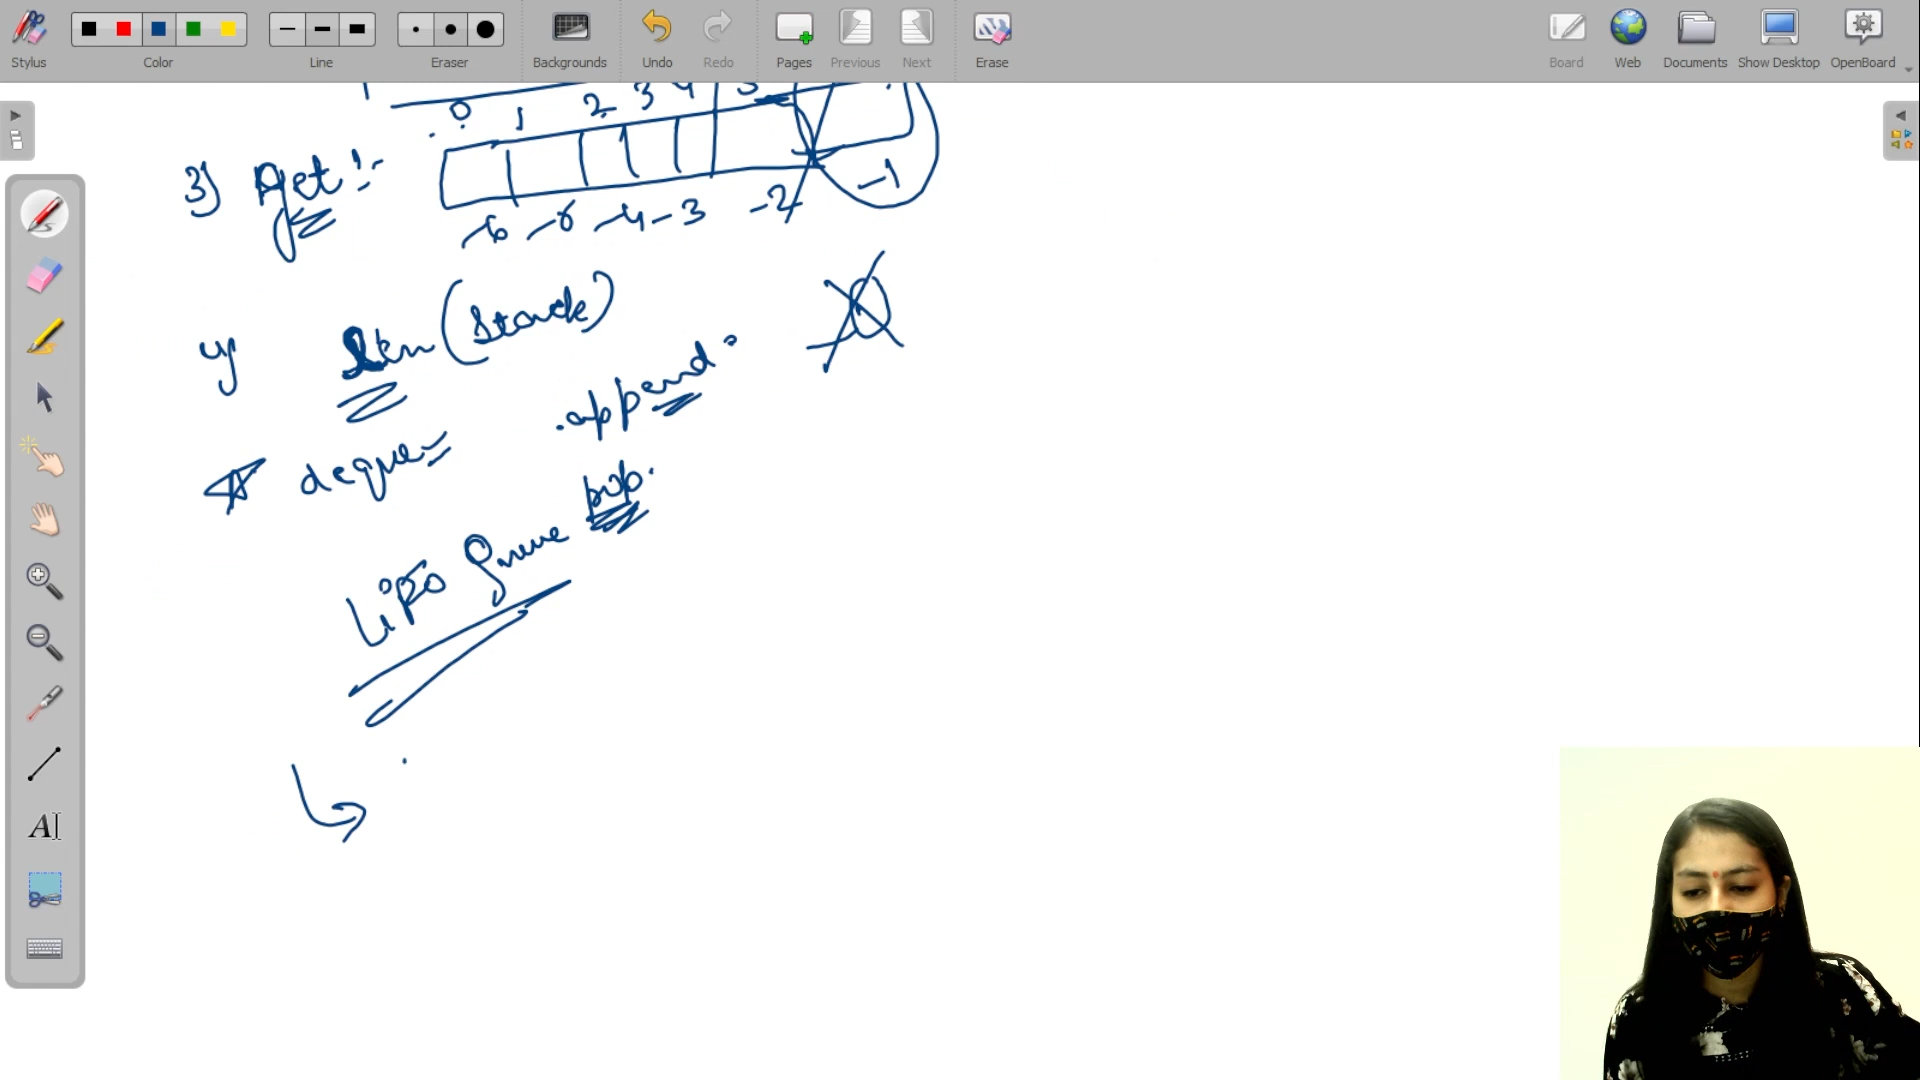 Stylus Color Line Eraser Backgrounds Undo Redo Pages Previous Next Erase Board Web Documents Show Desktop OpenBoard
0 1 2 3 4 5
3) get :-
-1
-6 -5 -4 -3 -2
4) len (Stack)
.append
deque
pop.
LiFo Queue